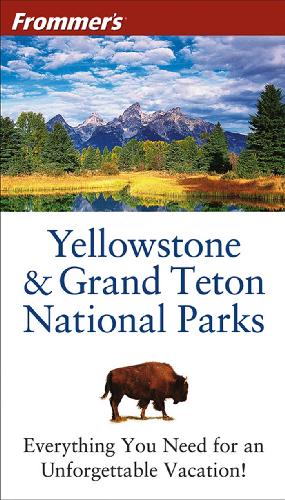 Frommer's
Yellowstone
& Grand Teton
National Parks
Everything You Need for an
Unforgettable Vacation!